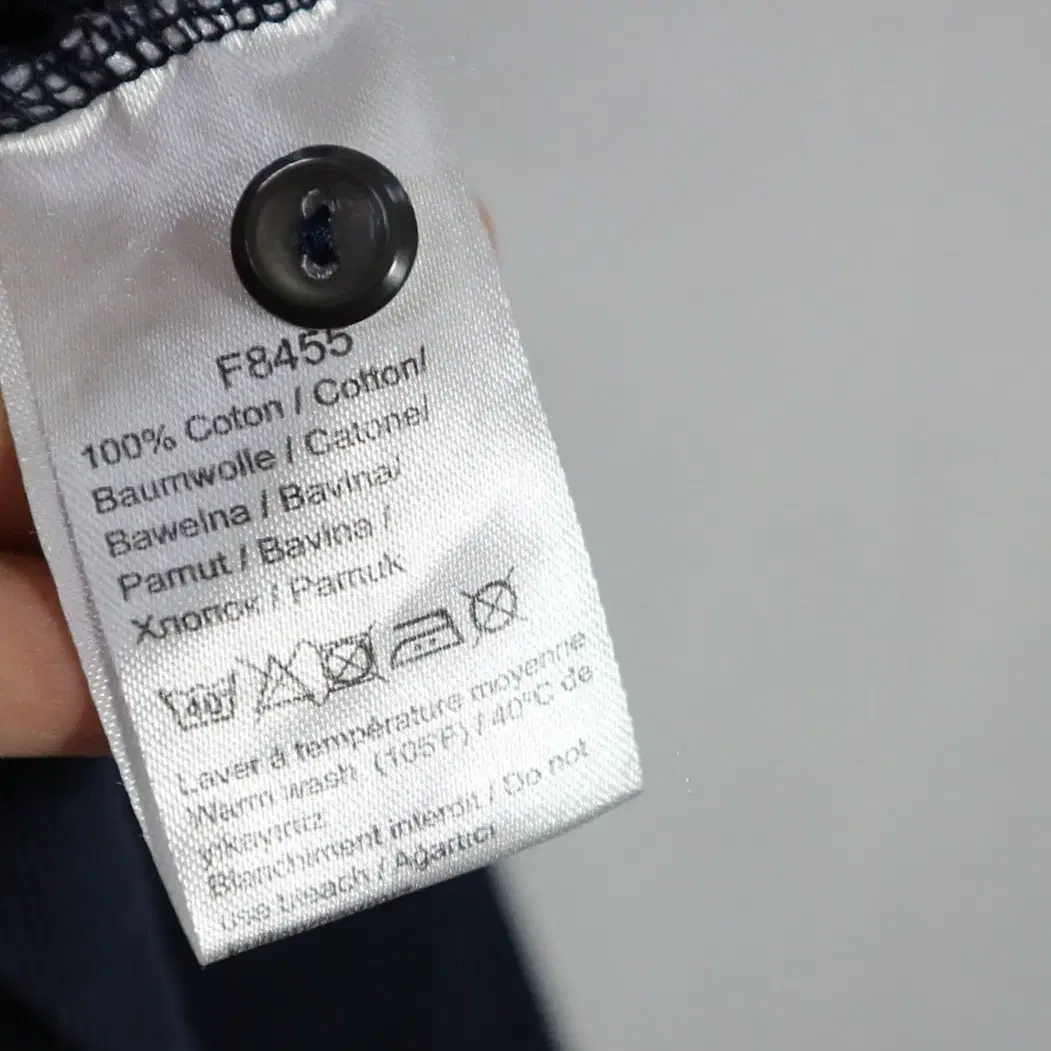 F8455
100% Coton / Cotton/
Baumwolle / Catone/
Bawelna / Bavlna/
Pamut / Bavlna /
Хлопок / Pamuk
40
Laver à température moyenne
Warm wash (105F) / 40°C de
yıkayınız
Blanchiment interdit / Do not
use bleach / Ağartıcı